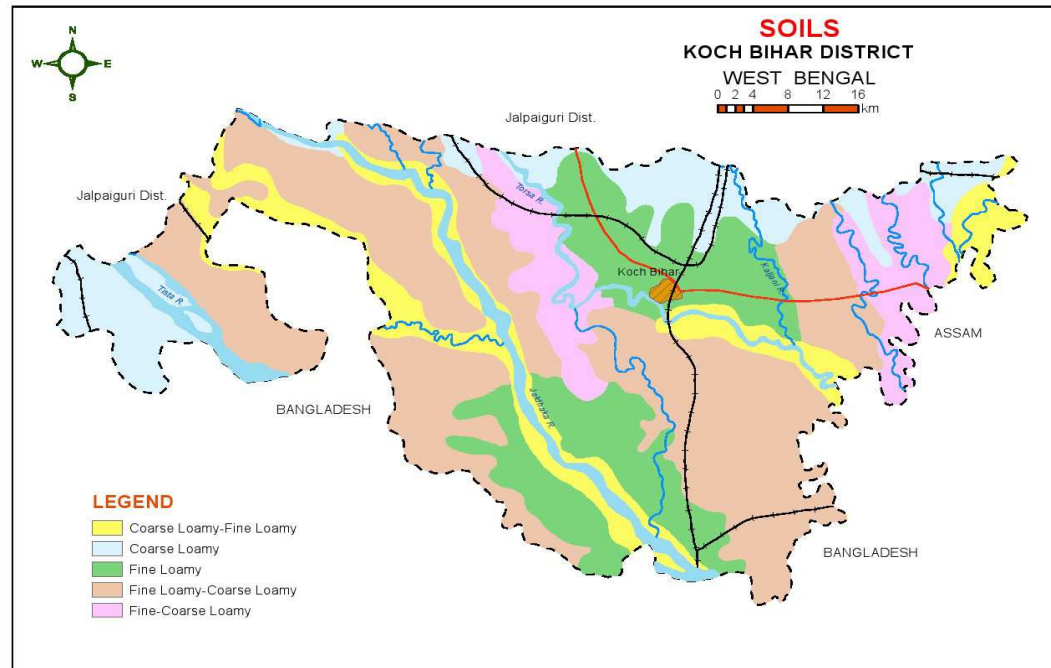 SOILS
KOCH BIHAR DISTRICT
WEST BENGAL
0 2 4 8 12 16
km
N
W E
S
Jalpaiguri Dist.
Jalpaiguri Dist.
Torsa R.
Koch Bihar
Kaljani R.
Tista R.
ASSAM
BANGLADESH
Jaldhaka R.
LEGEND
Coarse Loamy-Fine Loamy
Coarse Loamy
Fine Loamy
Fine Loamy-Coarse Loamy
Fine-Coarse Loamy
BANGLADESH